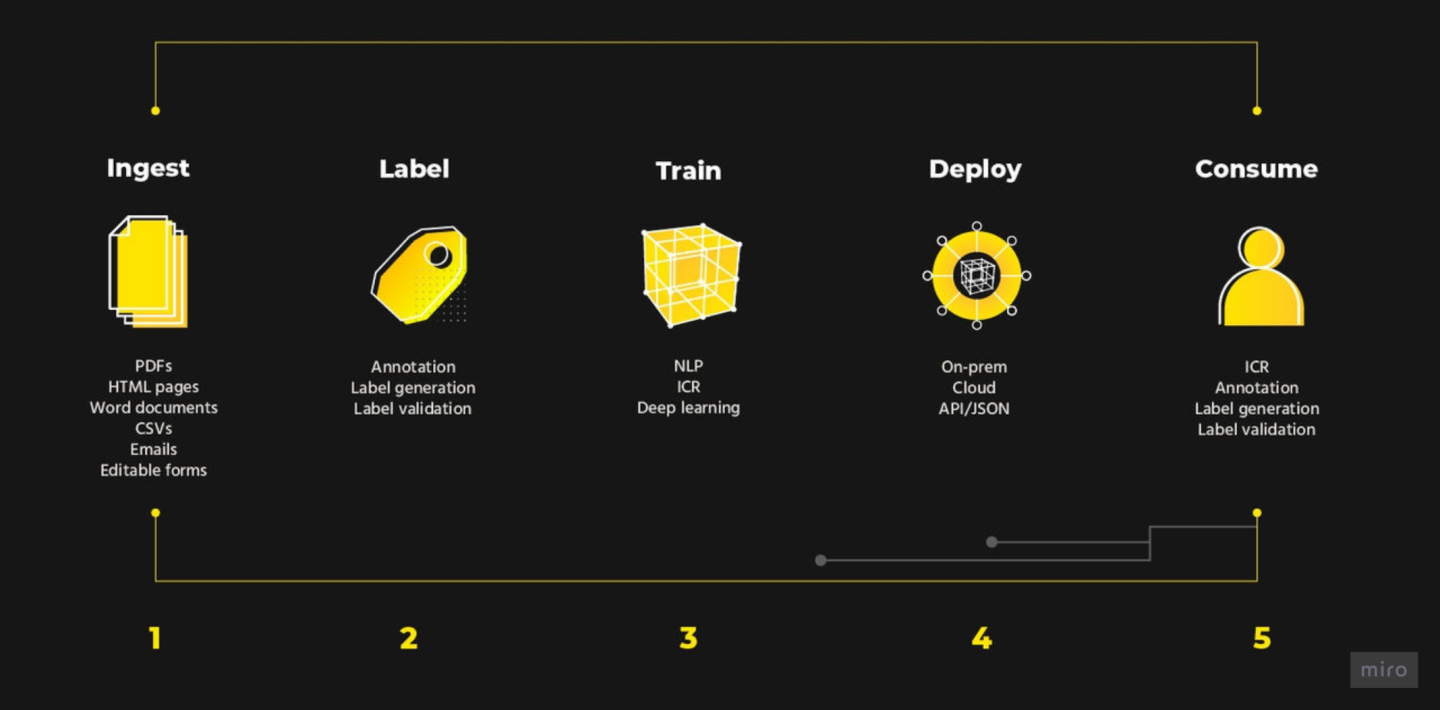 Ingest
Label
Train
Deploy
Consume
PDFs
HTML pages
Word documents
CSVs
Emails
Editable forms
Annotation
Label generation
Label validation
NLP
ICR
Deep learning
On-prem
Cloud
API/JSON
ICR
Annotation
Label generation
Label validation
1
2
3
4
5
miro